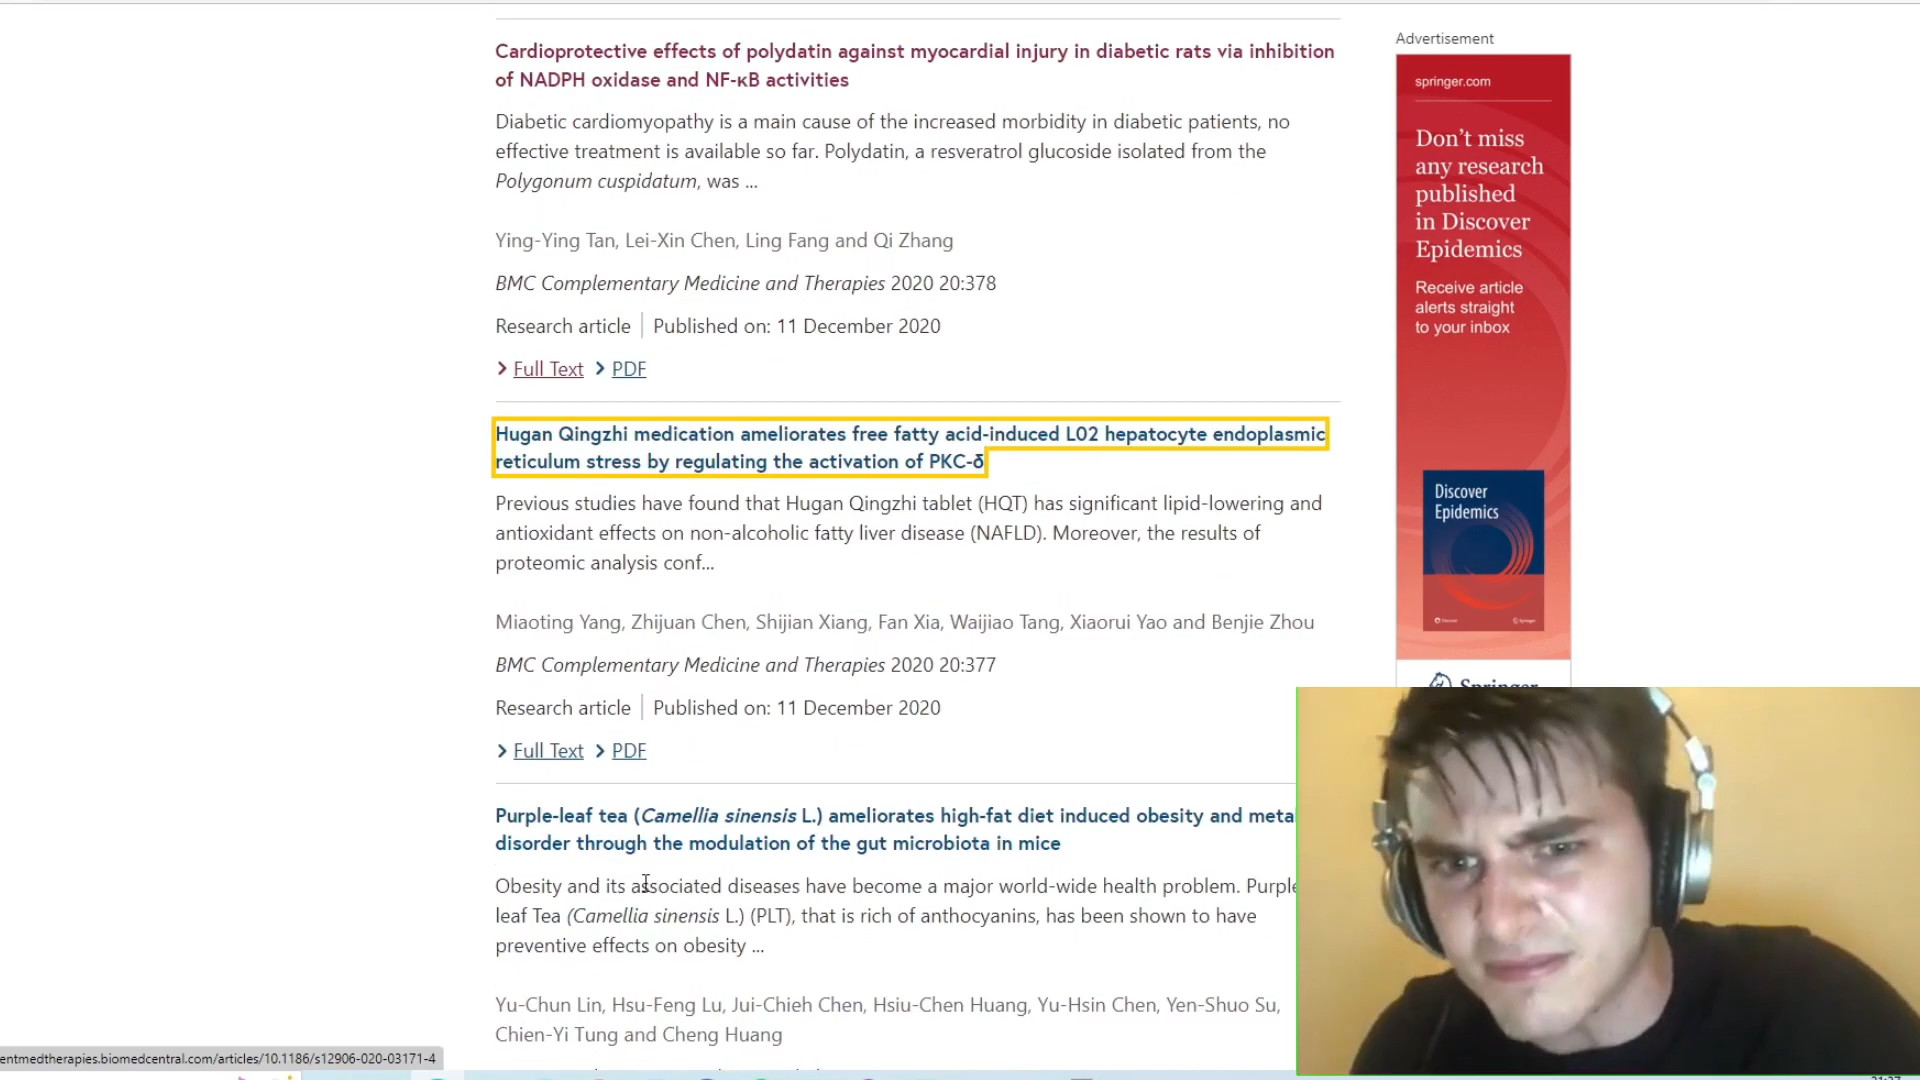 Cardioprotective effects of polydatin against myocardial injury in diabetic rats via inhibition
of NADPH oxidase and NF-κB activities
Diabetic cardiomyopathy is a main cause of the increased morbidity in diabetic patients, no
effective treatment is available so far. Polydatin, a resveratrol glucoside isolated from the
Polygonum cuspidatum, was ...
Ying-Ying Tan, Lei-Xin Chen, Ling Fang and Qi Zhang
BMC Complementary Medicine and Therapies 2020 20:378
Research article | Published on: 11 December 2020
Full Text PDF
Hugan Qingzhi medication ameliorates free fatty acid-induced L02 hepatocyte endoplasmic
reticulum stress by regulating the activation of PKC-δ
Previous studies have found that Hugan Qingzhi tablet (HQT) has significant lipid-lowering and
antioxidant effects on non-alcoholic fatty liver disease (NAFLD). Moreover, the results of
proteomic analysis conf...
Miaoting Yang, Zhijuan Chen, Shijian Xiang, Fan Xia, Waijiao Tang, Xiaorui Yao and Benjie Zhou
BMC Complementary Medicine and Therapies 2020 20:377
Research article | Published on: 11 December 2020
Full Text PDF
Purple-leaf tea (Camellia sinensis L.) ameliorates high-fat diet induced obesity and meta
disorder through the modulation of the gut microbiota in mice
Obesity and its associated diseases have become a major world-wide health problem. Purple
leaf Tea (Camellia sinensis L.) (PLT), that is rich of anthocyanins, has been shown to have
preventive effects on obesity ...
Yu-Chun Lin, Hsu-Feng Lu, Jui-Chieh Chen, Hsiu-Chen Huang, Yu-Hsin Chen, Yen-Shuo Su,
Chien-Yi Tung and Cheng Huang
entmedtherapies.biomedcentral.com/articles/10.1186/s12906-020-03171-4
Advertisement
springer.com
Don't miss
any research
published
in Discover
Epidemics
Receive article
alerts straight
to your inbox
Discover
Epidemics
Discover Springer
Springer